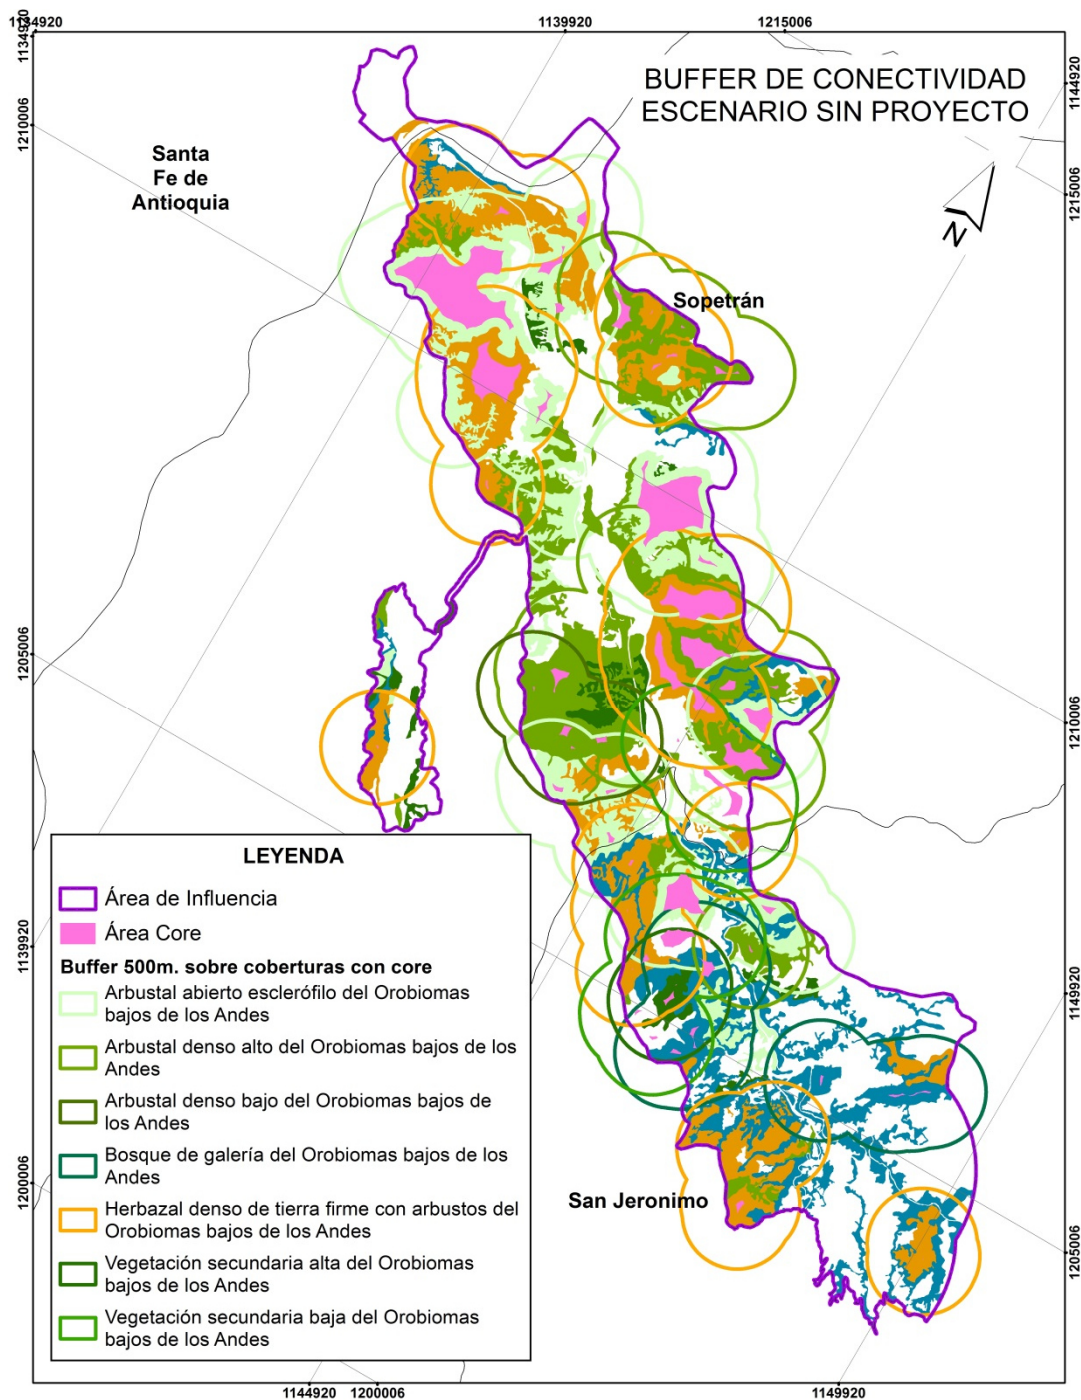 1134920
1139920
1215006
1134920
1144920
BUFFER DE CONECTIVIDAD
ESCENARIO SIN PROYECTO
1210006
Santa
Fe de
Antioquia
1215006
N
Sopetrán
1205006
1210006
LEYENDA
Área de Influencia
Área Core
Buffer 500m. sobre coberturas con core
Arbustal abierto esclerófilo del Orobiomas
bajos de los Andes
Arbustal denso alto del Orobiomas bajos de los
Andes
Arbustal denso bajo del Orobiomas bajos de
los Andes
Bosque de galería del Orobiomas bajos de los
Andes
Herbazal denso de tierra firme con arbustos del
Orobiomas bajos de los Andes
Vegetación secundaria alta del Orobiomas
bajos de los Andes
Vegetación secundaria baja del Orobiomas
bajos de los Andes
1139920
1149920
1200006
San Jeronimo
1205006
1144920
1200006
1149920